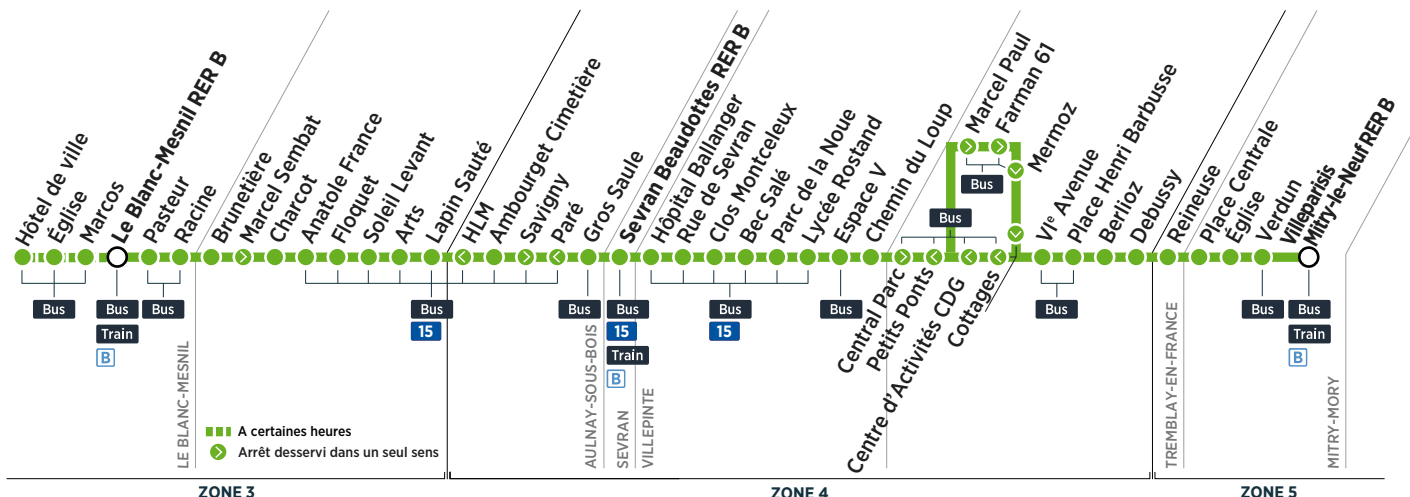 Hôtel de ville
Église
Marcos
Le Blanc-Mesnil RER B
Pasteur
Racine
Brunetière
Marcel Sembat
Charcot
Anatole France
Floquet
Soleil Levant
Arts
Lapin Sauté
HLM
Ambourget Cimetière
Savigny
Paré
Gros Saule
Sevran Beaudottes RER B
Hôpital Ballanger
Rue de Sevran
Clos Montceleux
Bec Salé
Parc de la Noue
Lycée Rostand
Espace V
Chemin du Loup
Marcel Paul
Farman 61
Mermoz
VIe Avenue
Place Henri Barbusse
Berlioz
Debussy
Reineuse
Place Centrale
Église
Verdun
Villeparisis
Mitry-le-Neuf RER B
Central Parc
Petits Ponts
Centre d'Activités CDG
Cottages
Bus
Bus
Train
B
Bus
Bus
15
Bus
Bus
15
Train
B
Bus
15
Bus
Bus
Bus
Bus
Bus
Bus
Train
B
LE BLANC-MESNIL
AULNAY-SOUS-BOIS
SEVRAN
VILLEPINTE
TREMBLAY-EN-FRANCE
MITRY-MORY
A certaines heures
Arrêt desservi dans un seul sens
ZONE 3
ZONE 4
ZONE 5